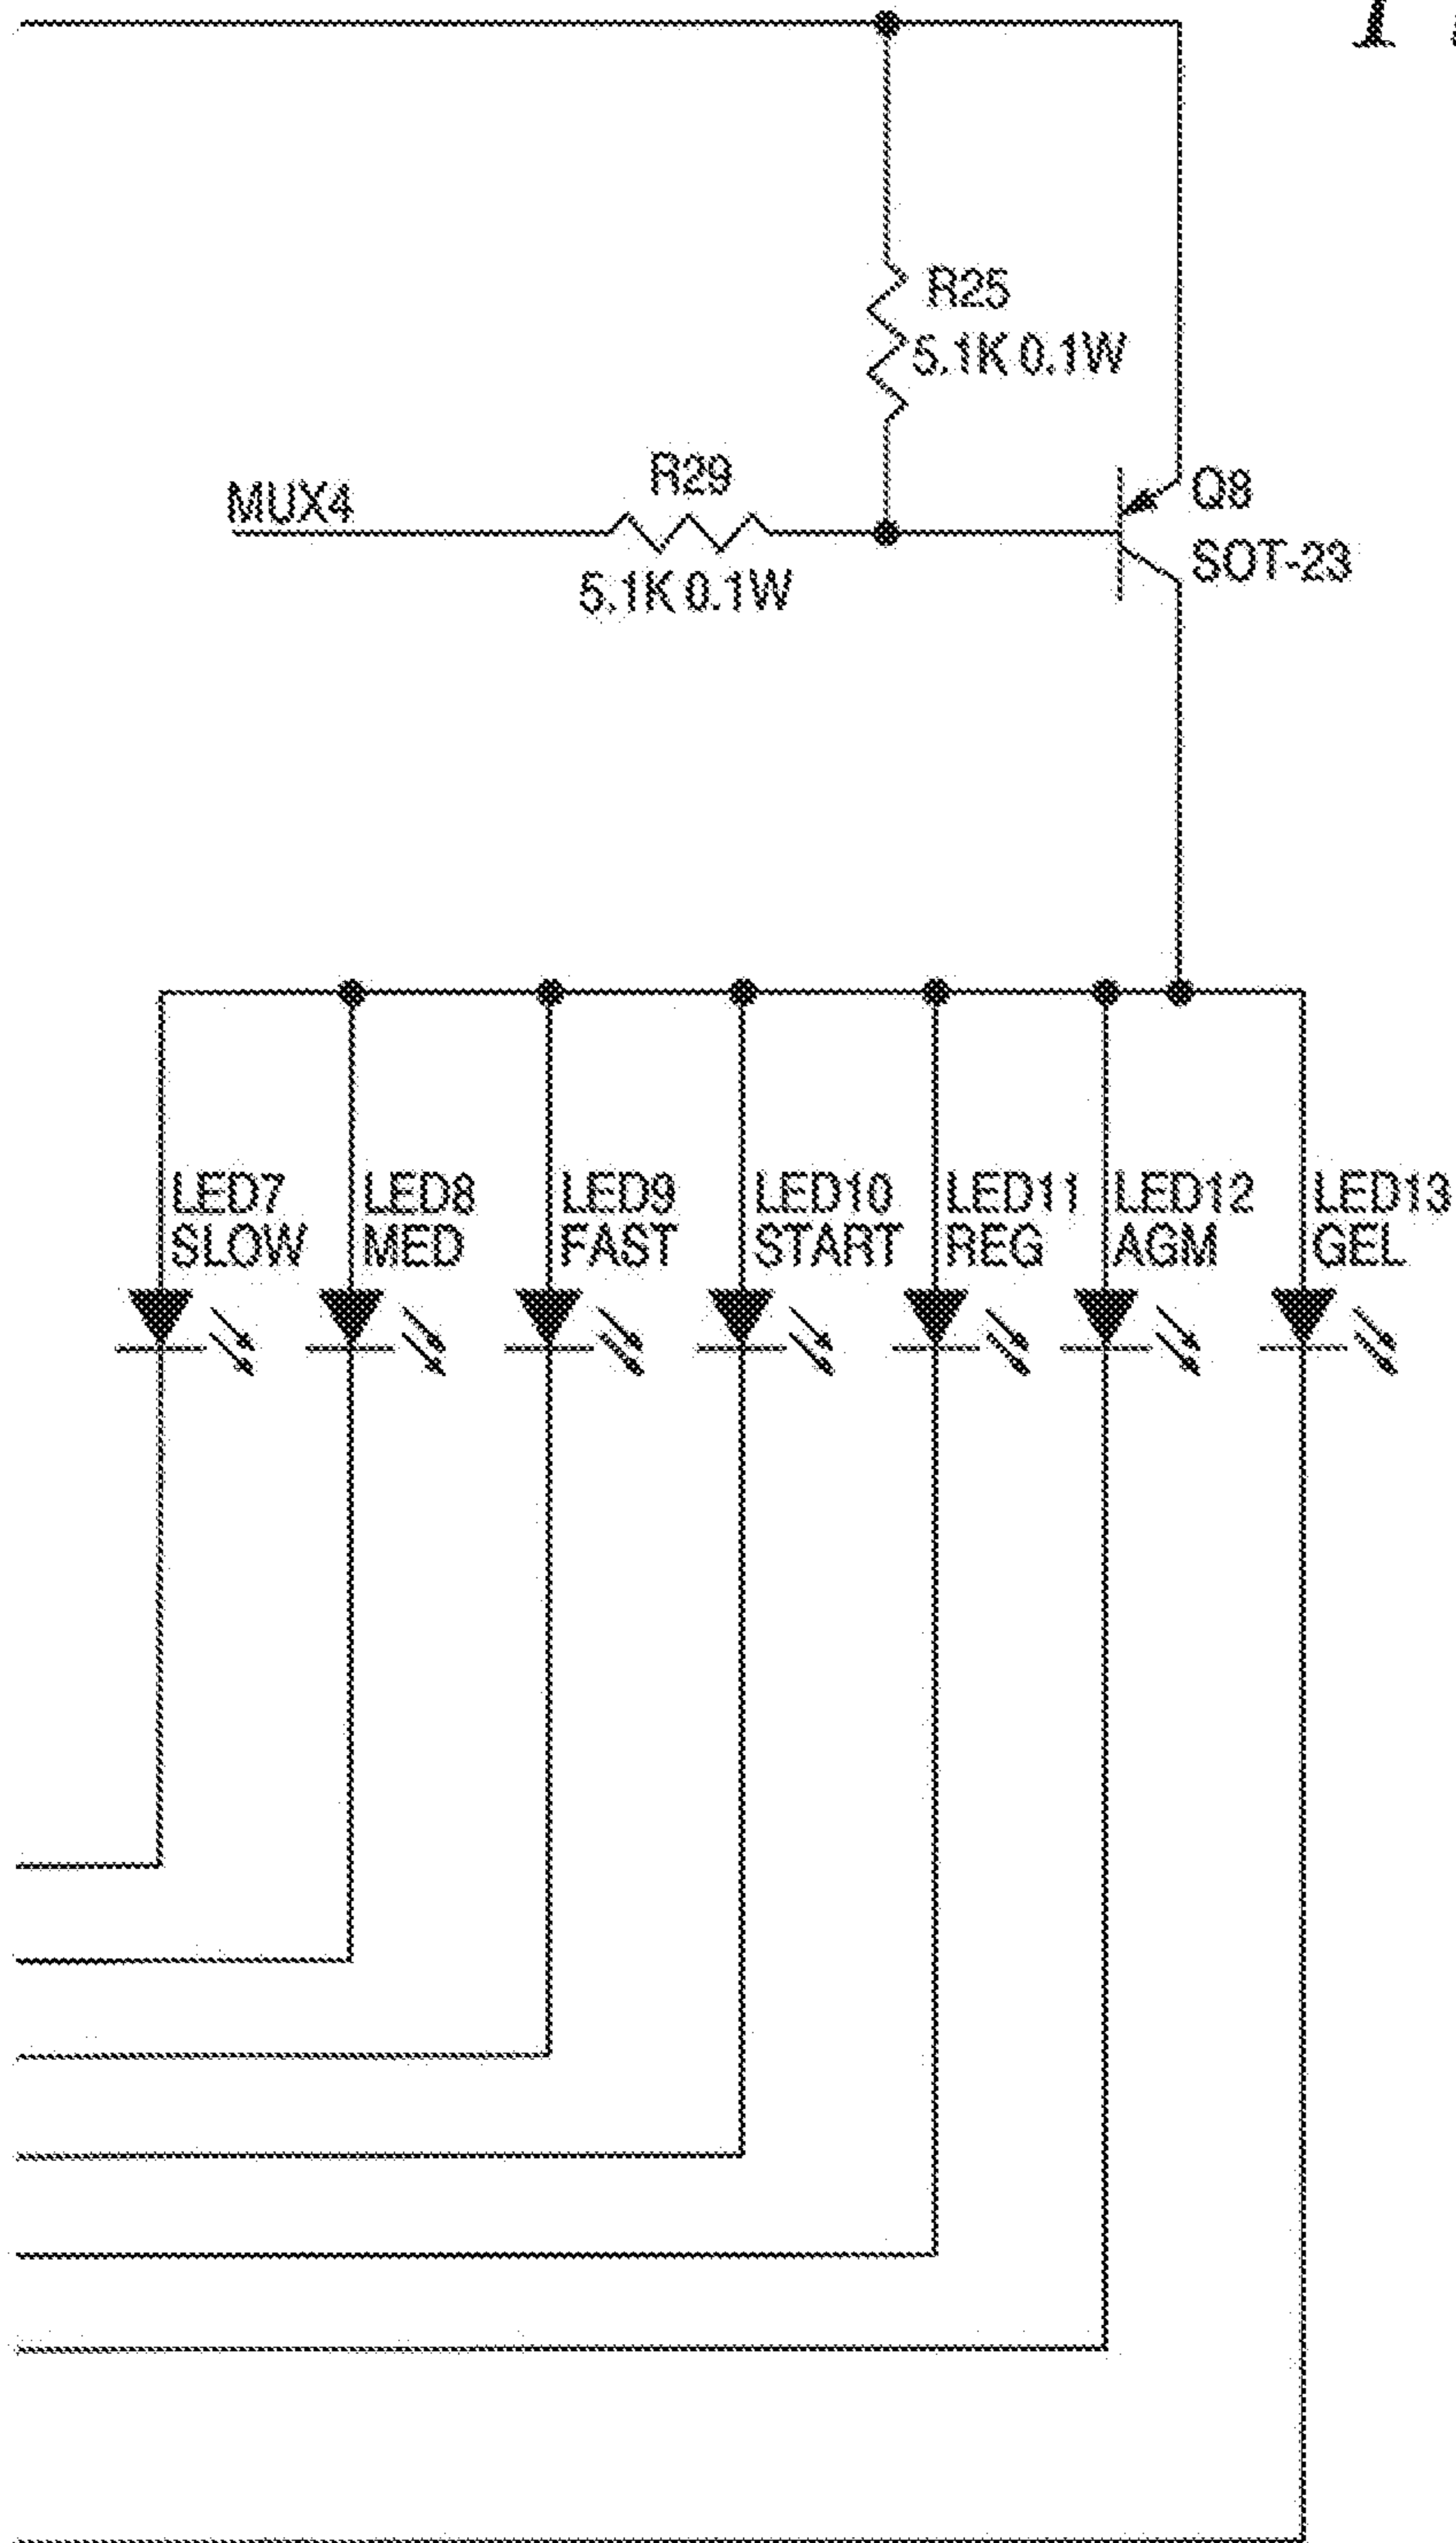 R25
5.1K 0.1W
R29
MUX4
5.1K 0.1W
Q8
SOT-23
LED7
SLOW
LED8
MED
LED9
FAST
LED10
START
LED11
REG
LED12
AGM
LED13
GEL